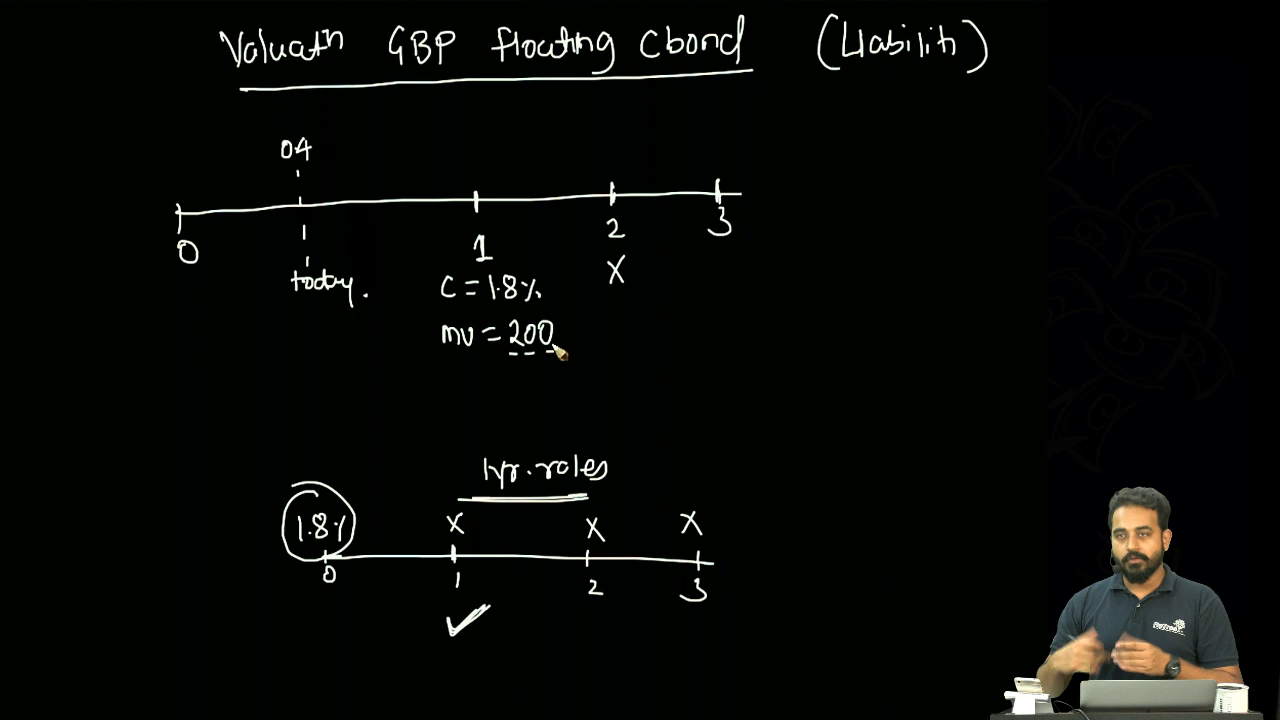 Valuatn GBP floating Cbond (Liabiliti)
04
0 1 2 3
today. X
C = 1.8%
mv = 200
1yr. rates
1.8% X X X
0 1 2 3